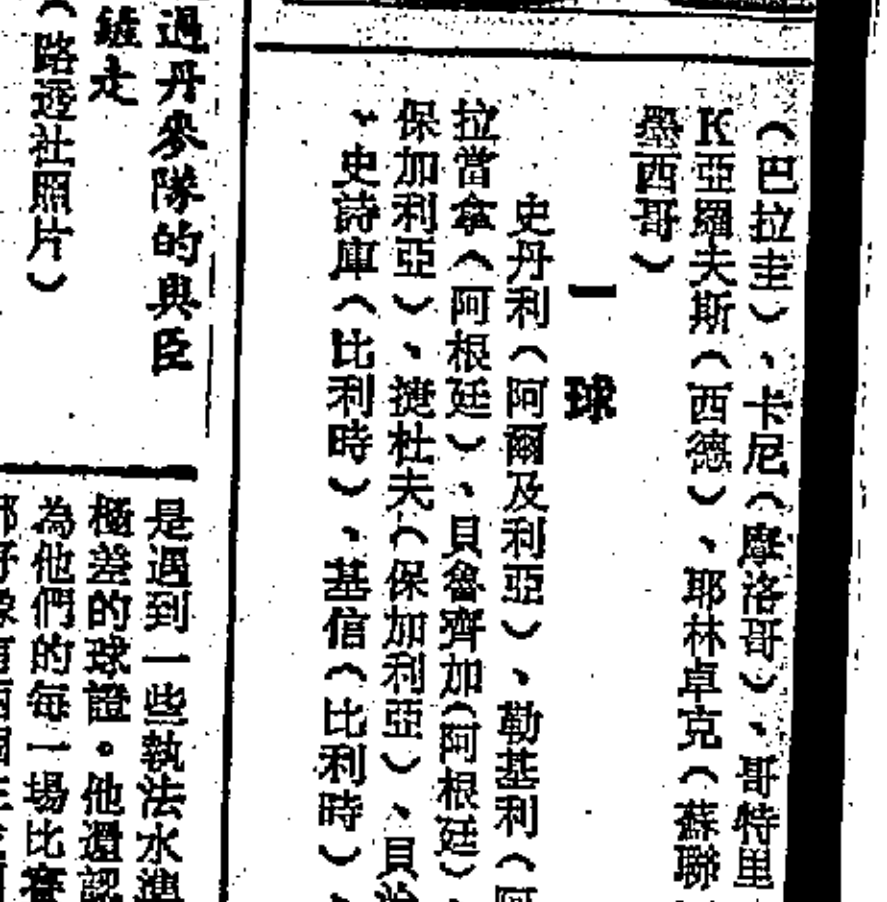 （巴拉圭）、卡尼（摩洛哥）、哥特里
K亞羅夫斯（西德）、耶林卓克（蘇聯
墨西哥）
一球
史丹利（阿爾及利亞）、勒基利（阿
拉當拿（阿根廷）、貝魯齊加（阿根廷）、
保加利亞）、捷杜夫（保加利亞）、貝
、史詩庫（比利時）、基信（比利時）、
過丹麥隊的與臣
走
（路透社照片）
是遇到一些執法水準
極差的球證。他還認
為他們的每一場比賽